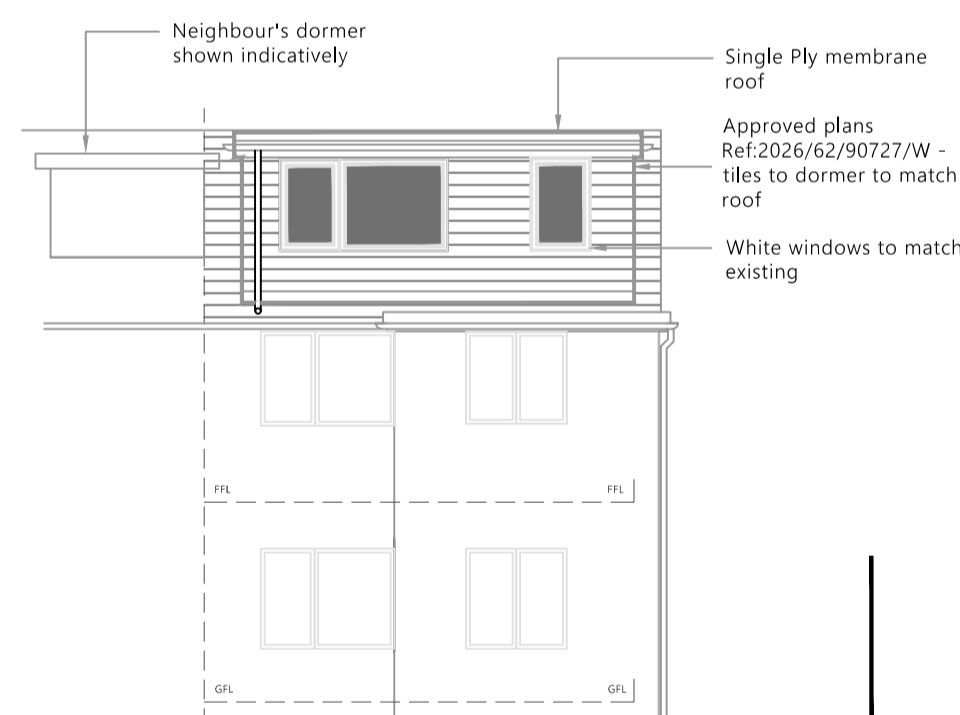 Neighbour's dormer
shown indicatively
Single Ply membrane
roof
Approved plans
Ref:2026/62/90727/W -
tiles to dormer to match
roof
White windows to match
existing
FFL
FFL
GFL
GFL